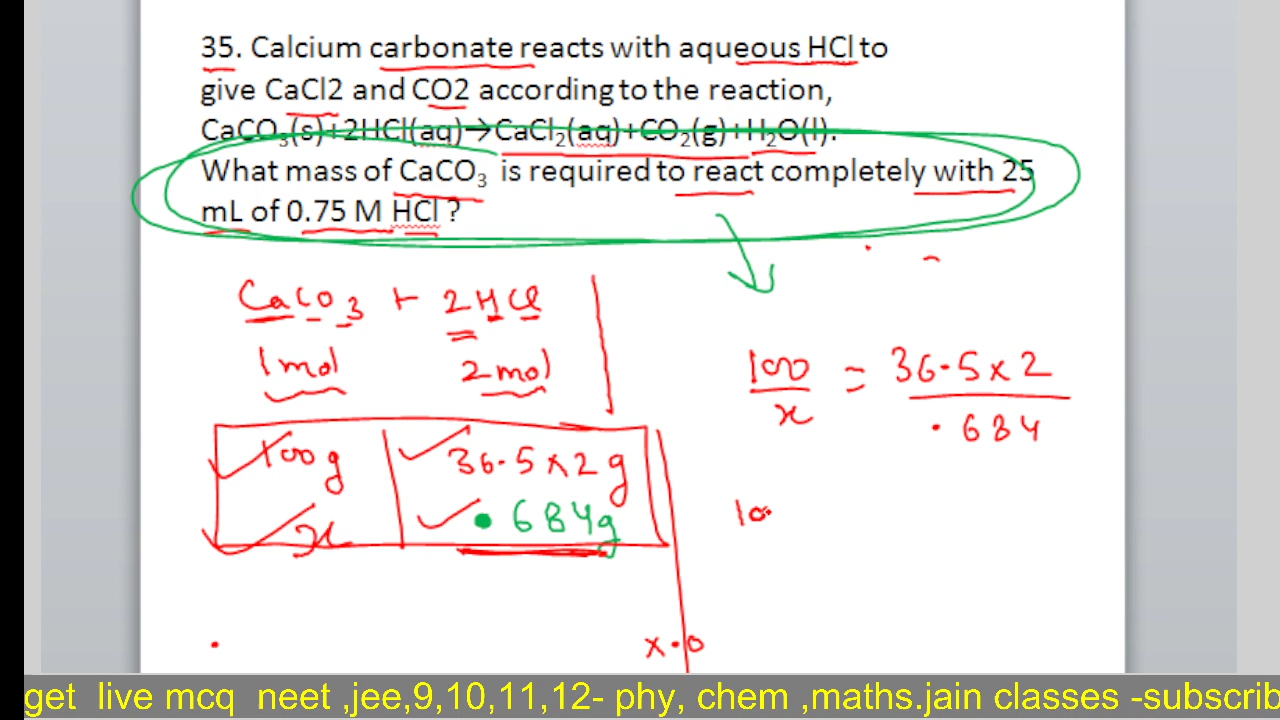 35. Calcium carbonate reacts with aqueous HCl to
give CaCl2 and CO2 according to the reaction,
CaCO₃(s)+2HCl(aq)→CaCl₂(aq)+CO₂(g)+H₂O(l).
What mass of CaCO₃ is required to react completely with 25
mL of 0.75 M HCl ?
CaCO3 + 2HCl
1mol 2mol
100g 36.5x2g
x .684g
100/x = 36.5x2/.684
10
x.0
get live mcq neet ,jee,9,10,11,12- phy, chem ,maths.jain classes -subscrib